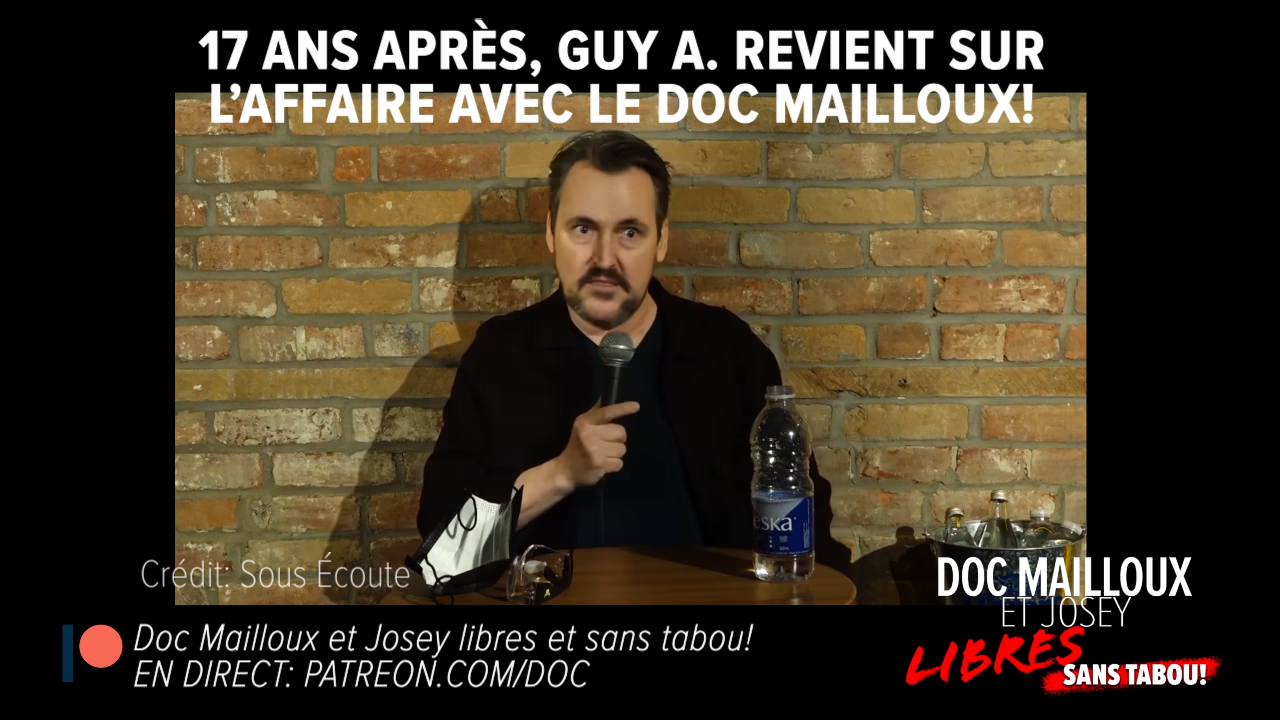 17 ANS APRÈS, GUY A. REVIENT SUR
L'AFFAIRE AVEC LE DOC MAILLOUX!
ESKA
Crédit: Sous Écoute
DOC MAILLOUX
ET JOSEY
LIBRES
SANS TABOU!
Doc Mailloux et Josey libres et sans tabou!
EN DIRECT: PATREON.COM/DOC